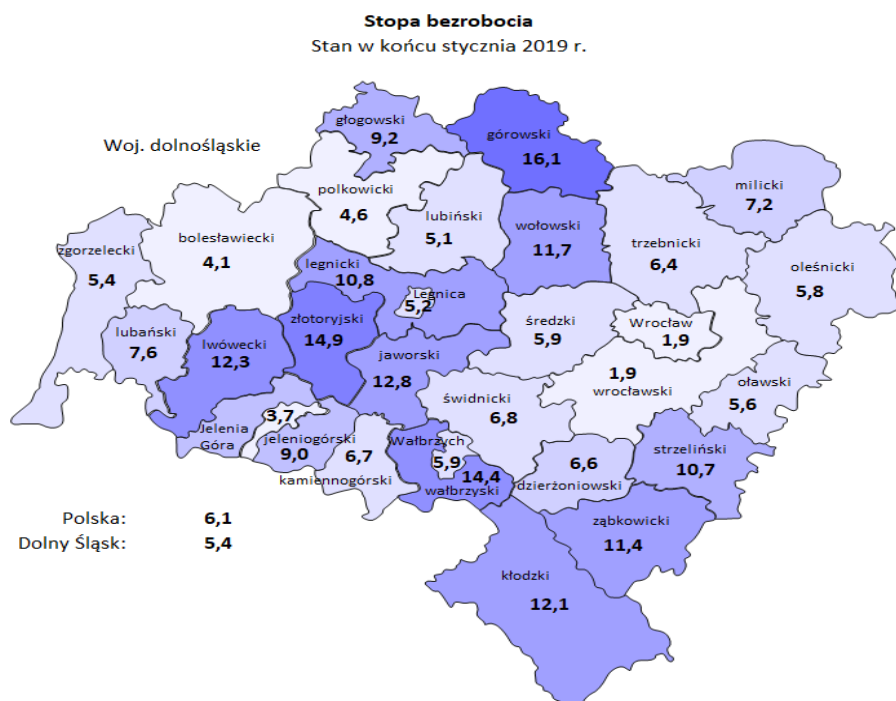 Stopa bezrobocia
Stan w końcu stycznia 2019 r.
Woj. dolnośląskie
głogowski
9,2
górowski
16,1
milicki
7,2
polkowicki
4,6
lubiński
5,1
wołowski
11,7
trzebnicki
6,4
oleśnicki
5,8
zgorzelecki
5,4
bolesławiecki
4,1
legnicki
10,8
Legnica
5,2
złotoryjski
14,9
lubański
7,6
lwówecki
12,3
jaworski
12,8
średzki
5,9
Wrocław
1,9
1,9
wrocławski
oławski
5,6
świdnicki
6,8
3,7
Jelenia
Góra
jeleniogórski
9,0
6,7
kamiennogórski
Wałbrzych
5,9
14,4
wałbrzyski
6,6
dzierżoniowski
strzeliński
10,7
ząbkowicki
11,4
kłodzki
12,1
Polska: 6,1
Dolny Śląsk: 5,4